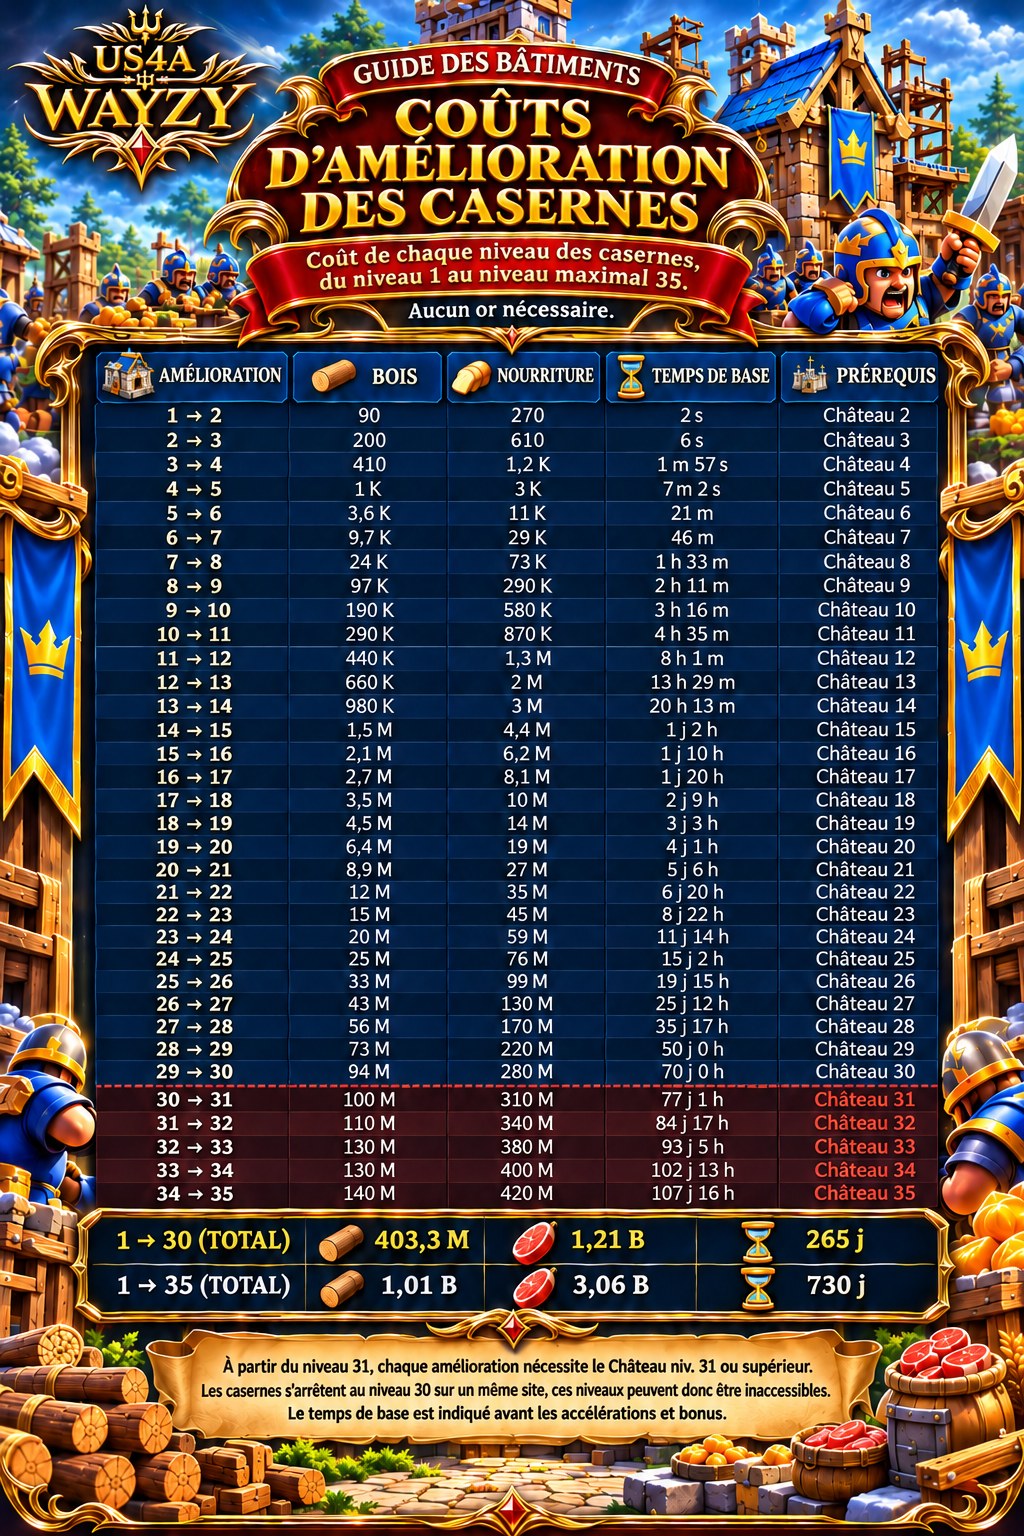 US4A
WAYZY
GUIDE DES BÂTIMENTS
COÛTS
D'AMÉLIORATION
DES CASERNES
Coût de chaque niveau des casernes,
du niveau 1 au niveau maximal 35.
Aucun or nécessaire.
AMÉLIORATION BOIS NOURRITURE TEMPS DE BASE PRÉREQUIS
1 → 2 90 270 2 s Château 2
2 → 3 200 610 6 s Château 3
3 → 4 410 1,2 K 1 m 57 s Château 4
4 → 5 1 K 3 K 7 m 2 s Château 5
5 → 6 3,6 K 11 K 21 m Château 6
6 → 7 9,7 K 29 K 46 m Château 7
7 → 8 24 K 73 K 1 h 33 m Château 8
8 → 9 97 K 290 K 2 h 11 m Château 9
9 → 10 190 K 580 K 3 h 16 m Château 10
10 → 11 290 K 870 K 4 h 35 m Château 11
11 → 12 440 K 1,3 M 8 h 1 m Château 12
12 → 13 660 K 2 M 13 h 29 m Château 13
13 → 14 980 K 3 M 20 h 13 m Château 14
14 → 15 1,5 M 4,4 M 1 j 2 h Château 15
15 → 16 2,1 M 6,2 M 1 j 10 h Château 16
16 → 17 2,7 M 8,1 M 1 j 20 h Château 17
17 → 18 3,5 M 10 M 2 j 9 h Château 18
18 → 19 4,5 M 14 M 3 j 3 h Château 19
19 → 20 6,4 M 19 M 4 j 1 h Château 20
20 → 21 8,9 M 27 M 5 j 6 h Château 21
21 → 22 12 M 35 M 6 j 20 h Château 22
22 → 23 15 M 45 M 8 j 22 h Château 23
23 → 24 20 M 59 M 11 j 14 h Château 24
24 → 25 25 M 76 M 15 j 2 h Château 25
25 → 26 33 M 99 M 19 j 15 h Château 26
26 → 27 43 M 130 M 25 j 12 h Château 27
27 → 28 56 M 170 M 35 j 17 h Château 28
28 → 29 73 M 220 M 50 j 0 h Château 29
29 → 30 94 M 280 M 70 j 0 h Château 30
30 → 31 100 M 310 M 77 j 1 h Château 31
31 → 32 110 M 340 M 84 j 17 h Château 32
32 → 33 130 M 380 M 93 j 5 h Château 33
33 → 34 130 M 400 M 102 j 13 h Château 34
34 → 35 140 M 420 M 107 j 16 h Château 35
1 → 30 (TOTAL) 403,3 M 1,21 B 265 j
1 → 35 (TOTAL) 1,01 B 3,06 B 730 j
À partir du niveau 31, chaque amélioration nécessite le Château niv. 31 ou supérieur.
Les casernes s'arrêtent au niveau 30 sur un même site, ces niveaux peuvent donc être inaccessibles.
Le temps de base est indiqué avant les accélérations et bonus.